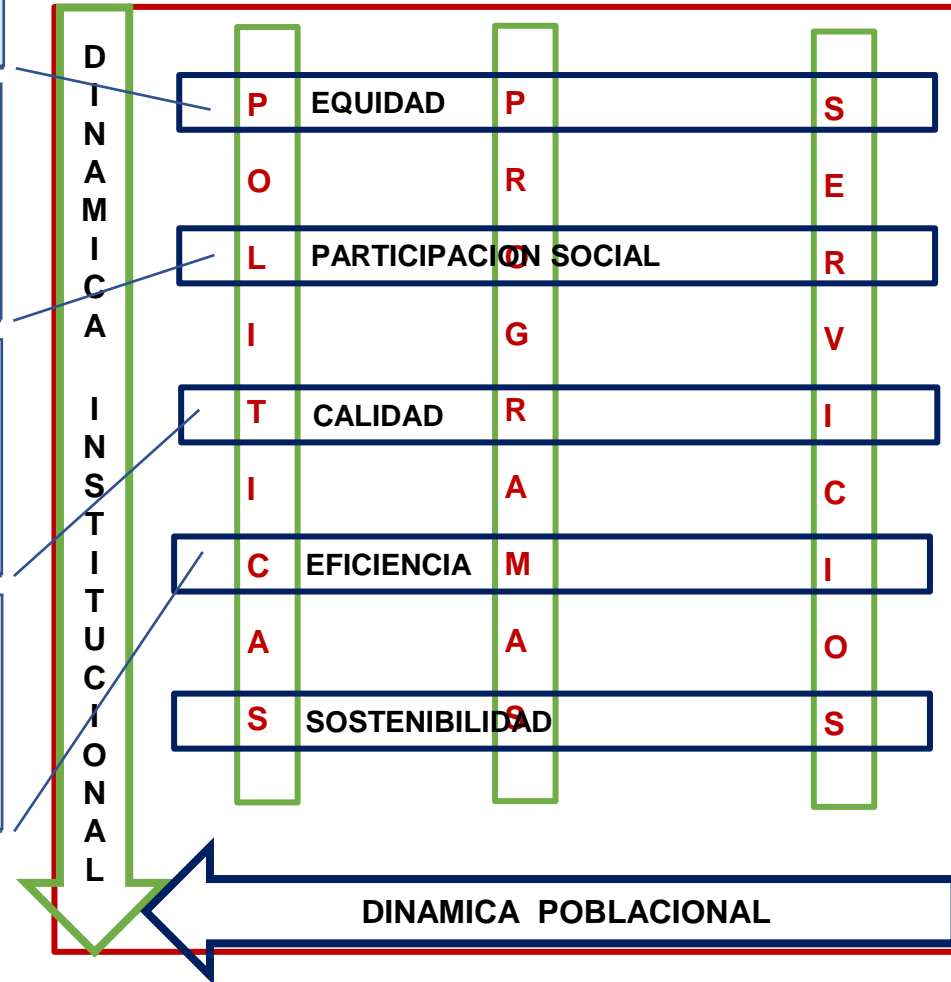 DINAMICA INSTITUCIONAL
POLITICAS
PROGRAMAS
SERVICIOS
EQUIDAD
PARTICIPACION SOCIAL
CALIDAD
EFICIENCIA
SOSTENIBILIDAD
DINAMICA POBLACIONAL